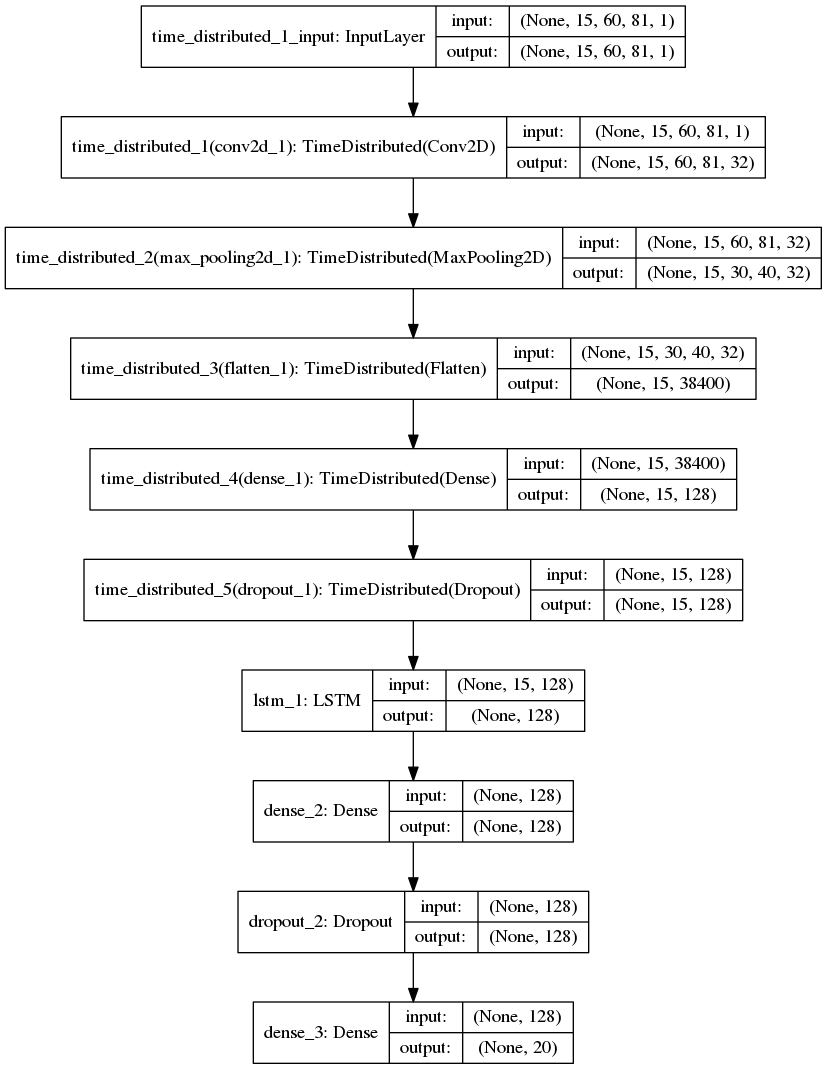 time_distributed_1_input: InputLayer
input: (None, 15, 60, 81, 1)
output: (None, 15, 60, 81, 1)
time_distributed_1(conv2d_1): TimeDistributed(Conv2D)
input: (None, 15, 60, 81, 1)
output: (None, 15, 60, 81, 32)
time_distributed_2(max_pooling2d_1): TimeDistributed(MaxPooling2D)
input: (None, 15, 60, 81, 32)
output: (None, 15, 30, 40, 32)
time_distributed_3(flatten_1): TimeDistributed(Flatten)
input: (None, 15, 30, 40, 32)
output: (None, 15, 38400)
time_distributed_4(dense_1): TimeDistributed(Dense)
input: (None, 15, 38400)
output: (None, 15, 128)
time_distributed_5(dropout_1): TimeDistributed(Dropout)
input: (None, 15, 128)
output: (None, 15, 128)
lstm_1: LSTM
input: (None, 15, 128)
output: (None, 128)
dense_2: Dense
input: (None, 128)
output: (None, 128)
dropout_2: Dropout
input: (None, 128)
output: (None, 128)
dense_3: Dense
input: (None, 128)
output: (None, 20)